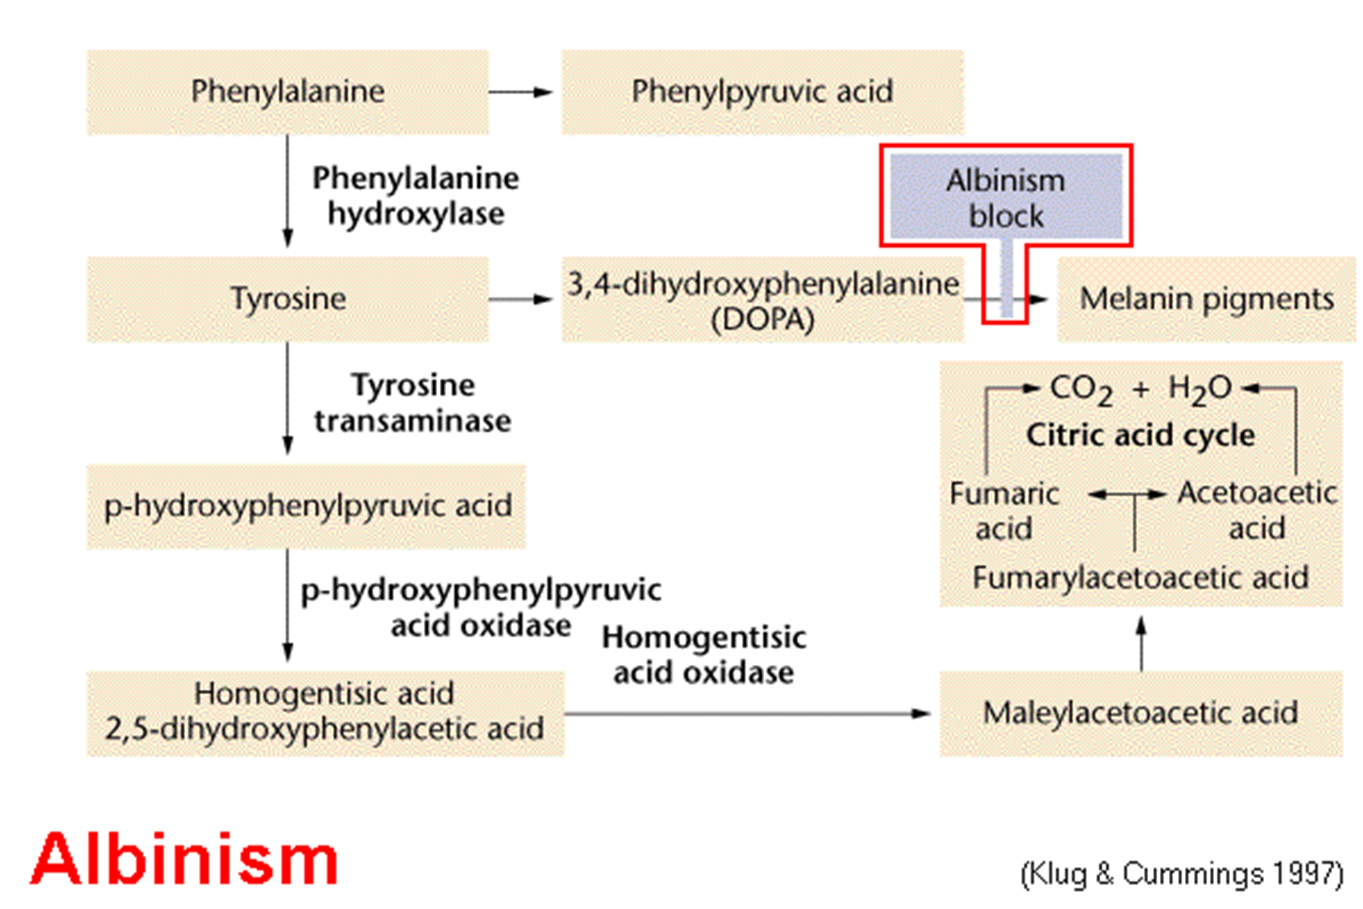 Phenylalanine
Phenylpyruvic acid
Phenylalanine
hydroxylase
Albinism
block
Tyrosine
3,4-dihydroxyphenylalanine
(DOPA)
Melanin pigments
Tyrosine
transaminase
CO2 + H2O
Citric acid cycle
Fumaric
acid
Acetoacetic
acid
Fumarylacetoacetic acid
p-hydroxyphenylpyruvic acid
p-hydroxyphenylpyruvic
acid oxidase
Homogentisic
acid oxidase
Homogentisic acid
2,5-dihydroxyphenylacetic acid
Maleylacetoacetic acid
Albinism
(Klug & Cummings 1997)